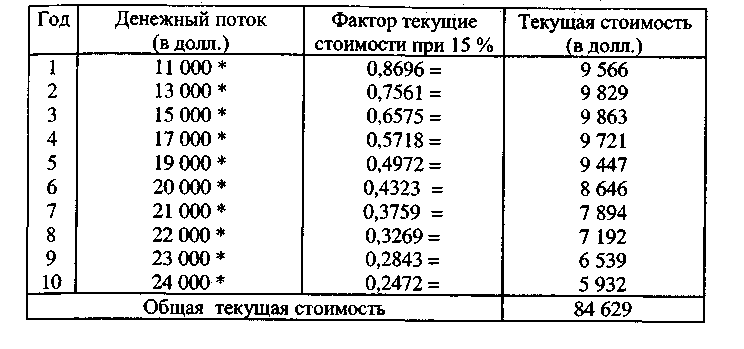 Год Денежный поток (в долл.) Фактор текущие стоимости при 15 % Текущая стоимость (в долл.)
1 11 000 * 0,8696 = 9 566
2 13 000 * 0,7561 = 9 829
3 15 000 * 0,6575 = 9 863
4 17 000 * 0,5718 = 9 721
5 19 000 * 0,4972 = 9 447
6 20 000 * 0,4323 = 8 646
7 21 000 * 0,3759 = 7 894
8 22 000 * 0,3269 = 7 192
9 23 000 * 0,2843 = 6 539
10 24 000 * 0,2472 = 5 932
Общая текущая стоимость 84 629